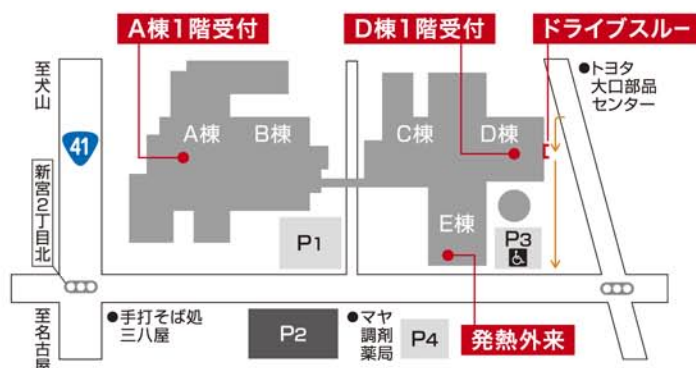 A棟1階受付
D棟1階受付
ドライブスルー
至犬山
41
●トヨタ
大口部品
センター
A棟
B棟
C棟
D棟
新宮2丁目北
P1
E棟
P3
至名古屋
●手打そば処
三八屋
P2
●マヤ
調剤
薬局
P4
発熱外来